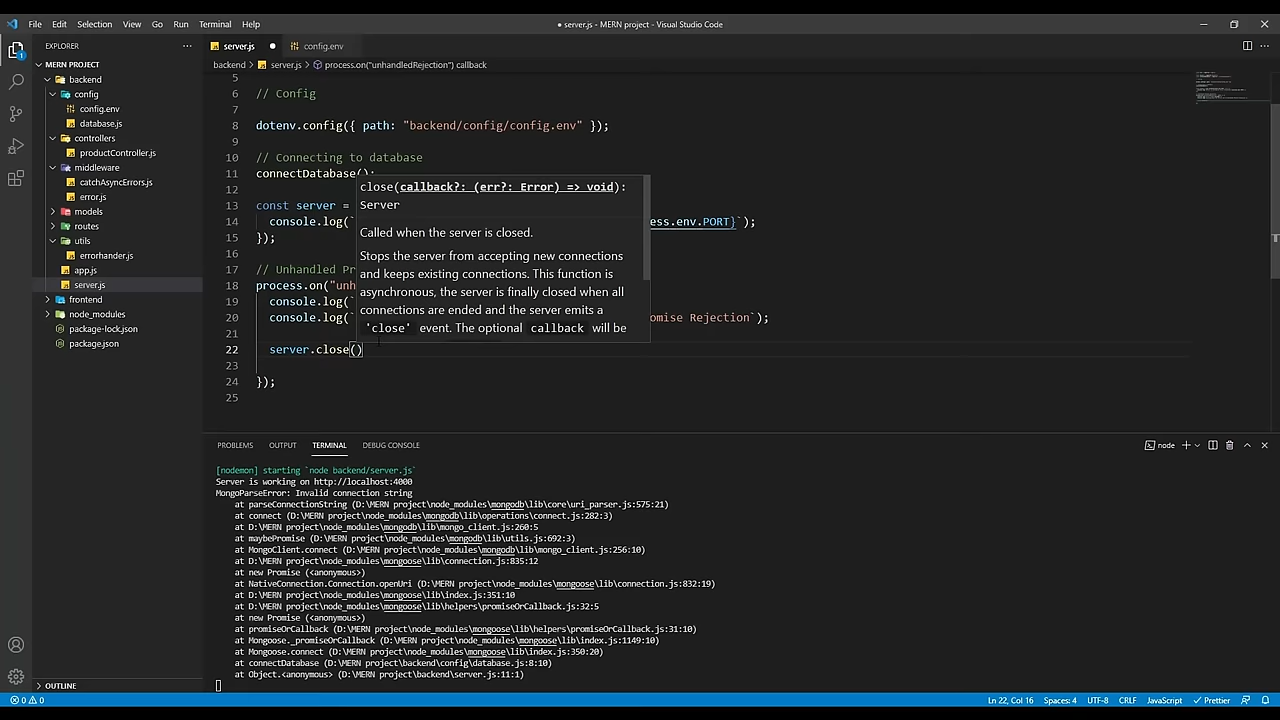 File Edit Selection View Go Run Terminal Help
● server.js - MERN project - Visual Studio Code
EXPLORER
MERN PROJECT
backend
config
config.env
database.js
controllers
productController.js
middleware
catchAsyncErrors.js
error.js
models
routes
utils
errorhander.js
app.js
server.js
frontend
node_modules
package-lock.json
package.json
OUTLINE
1
server.js ● config.env
backend > server.js > process.on("unhandledRejection") callback
5
6 // Config
7
8 dotenv.config({ path: "backend/config/config.env" });
9
10 // Connecting to database
11 connectDatabase();
12
13 const server =
14 console.log(` ess.env.PORT}`);
15 });
16
17 // Unhandled Pr
18 process.on("unh
19 console.log(`
20 console.log(` omise Rejection`);
21
22 server.close()
23
24 });
25
close(callback?: (err?: Error) => void):
Server
Called when the server is closed.
Stops the server from accepting new connections
and keeps existing connections. This function is
asynchronous, the server is finally closed when all
connections are ended and the server emits a
'close' event. The optional callback will be
PROBLEMS OUTPUT TERMINAL DEBUG CONSOLE
node
[nodemon] starting `node backend/server.js`
Server is working on http://localhost:4000
MongoParseError: Invalid connection string
at parseConnectionString (D:\MERN project\node_modules\mongodb\lib\core\uri_parser.js:575:21)
at connect (D:\MERN project\node_modules\mongodb\lib\operations\connect.js:282:3)
at D:\MERN project\node_modules\mongodb\lib\mongo_client.js:260:5
at maybePromise (D:\MERN project\node_modules\mongodb\lib\utils.js:692:3)
at MongoClient.connect (D:\MERN project\node_modules\mongodb\lib\mongo_client.js:256:10)
at D:\MERN project\node_modules\mongoose\lib\connection.js:835:12
at new Promise (<anonymous>)
at NativeConnection.Connection.openUri (D:\MERN project\node_modules\mongoose\lib\connection.js:832:19)
at D:\MERN project\node_modules\mongoose\lib\index.js:351:10
at D:\MERN project\node_modules\mongoose\lib\helpers\promiseOrCallback.js:32:5
at new Promise (<anonymous>)
at promiseOrCallback (D:\MERN project\node_modules\mongoose\lib\helpers\promiseOrCallback.js:31:10)
at Mongoose._promiseOrCallback (D:\MERN project\node_modules\mongoose\lib\index.js:1149:10)
at Mongoose.connect (D:\MERN project\node_modules\mongoose\lib\index.js:350:20)
at connectDatabase (D:\MERN project\backend\config\database.js:8:10)
at Object.<anonymous> (D:\MERN project\backend\server.js:11:1)
0 0 Ln 22, Col 16 Spaces: 4 UTF-8 CRLF JavaScript Prettier